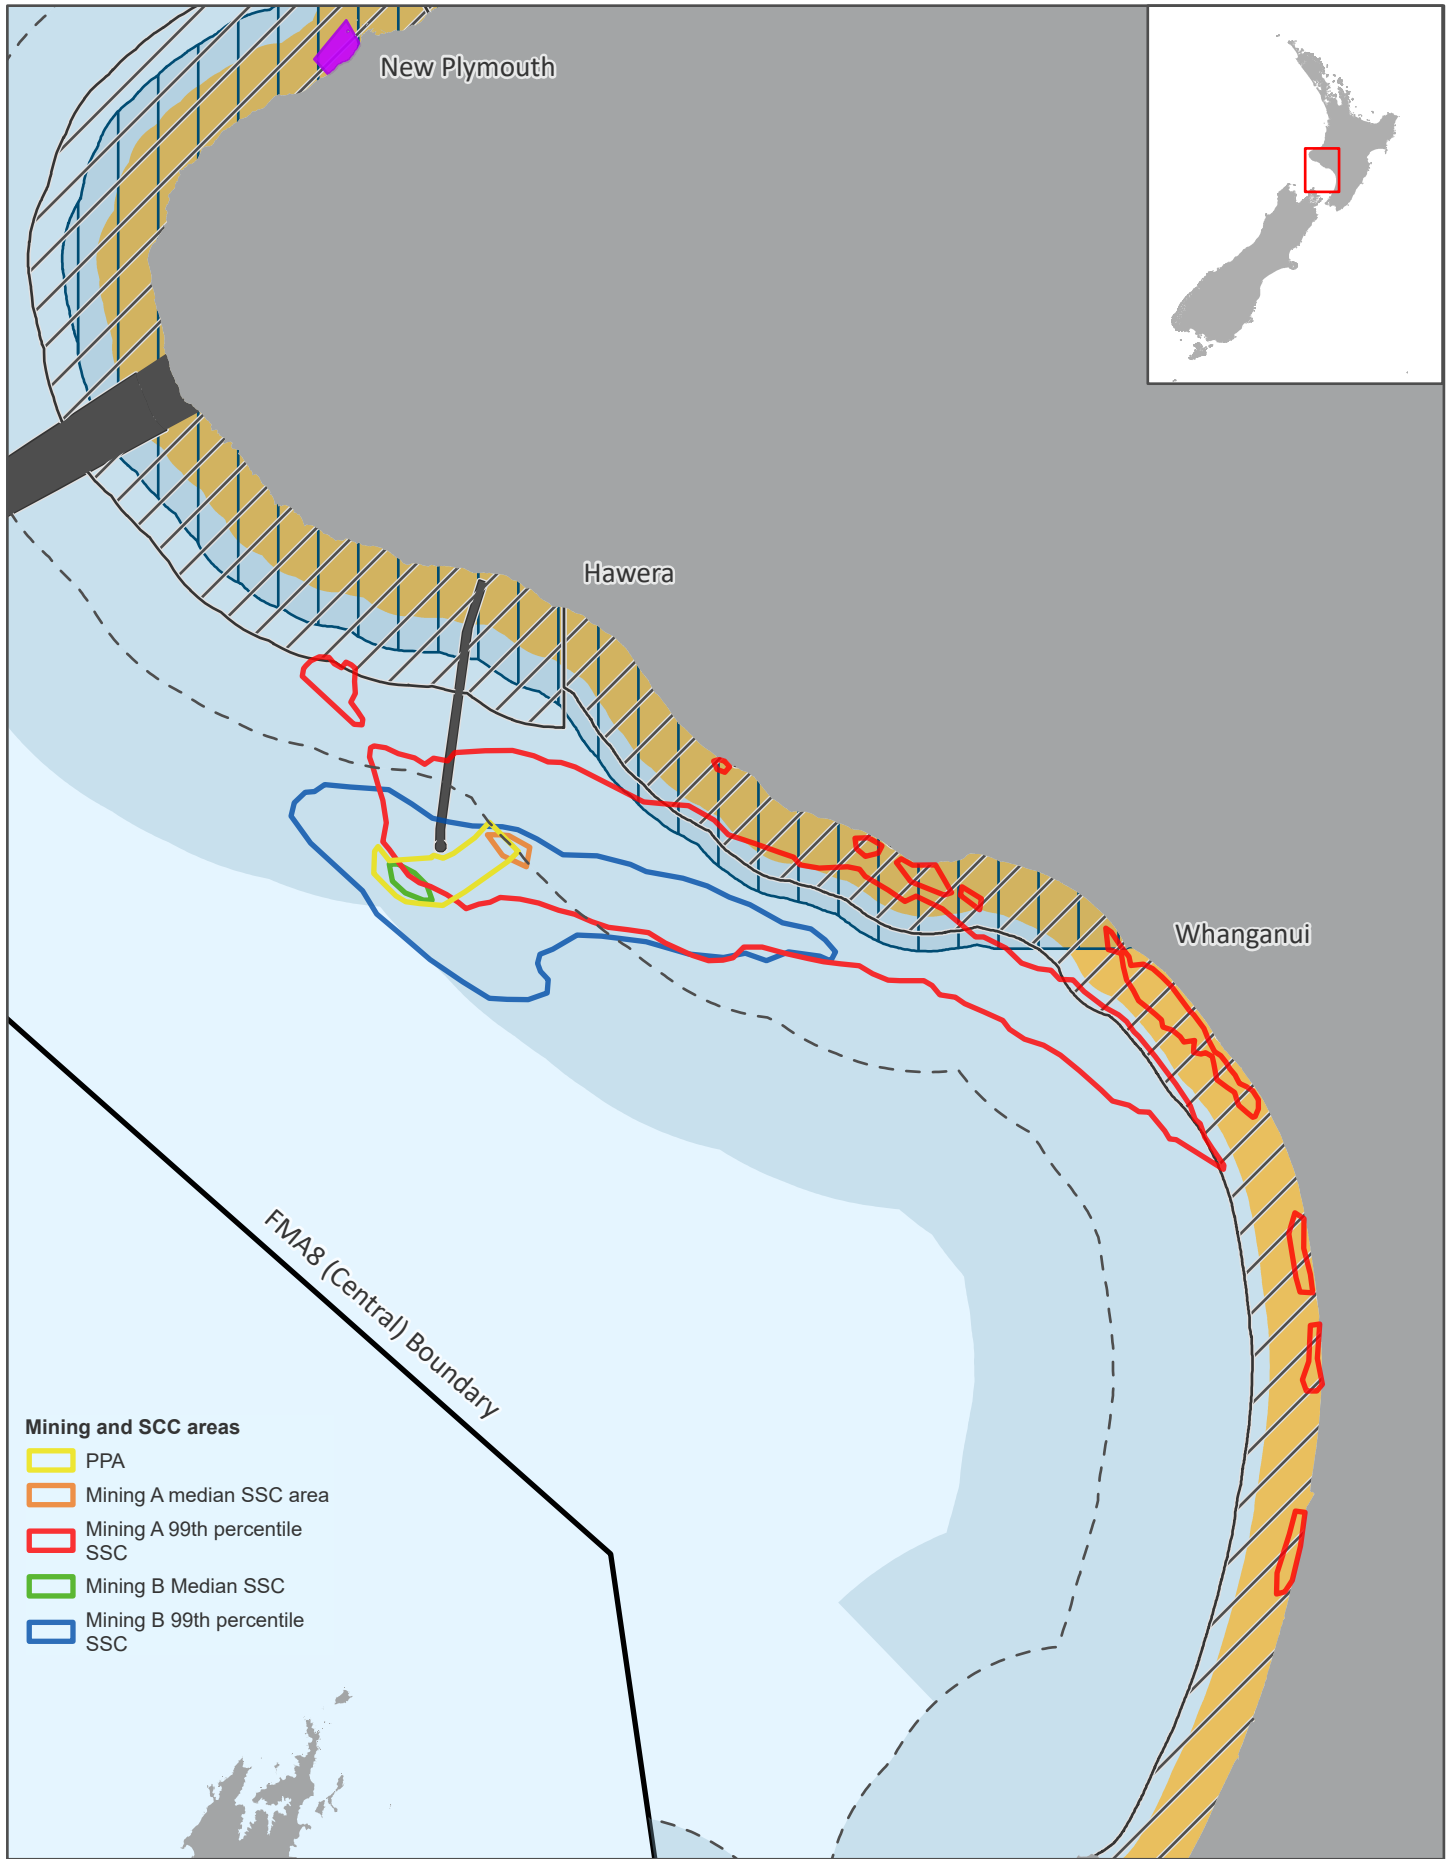 New Plymouth
Hawera
Whanganui
FMA8 (Central) Boundary
Mining and SCC areas
PPA
Mining A median SSC area
Mining A 99th percentile
SSC
Mining B Median SSC
Mining B 99th percentile
SSC